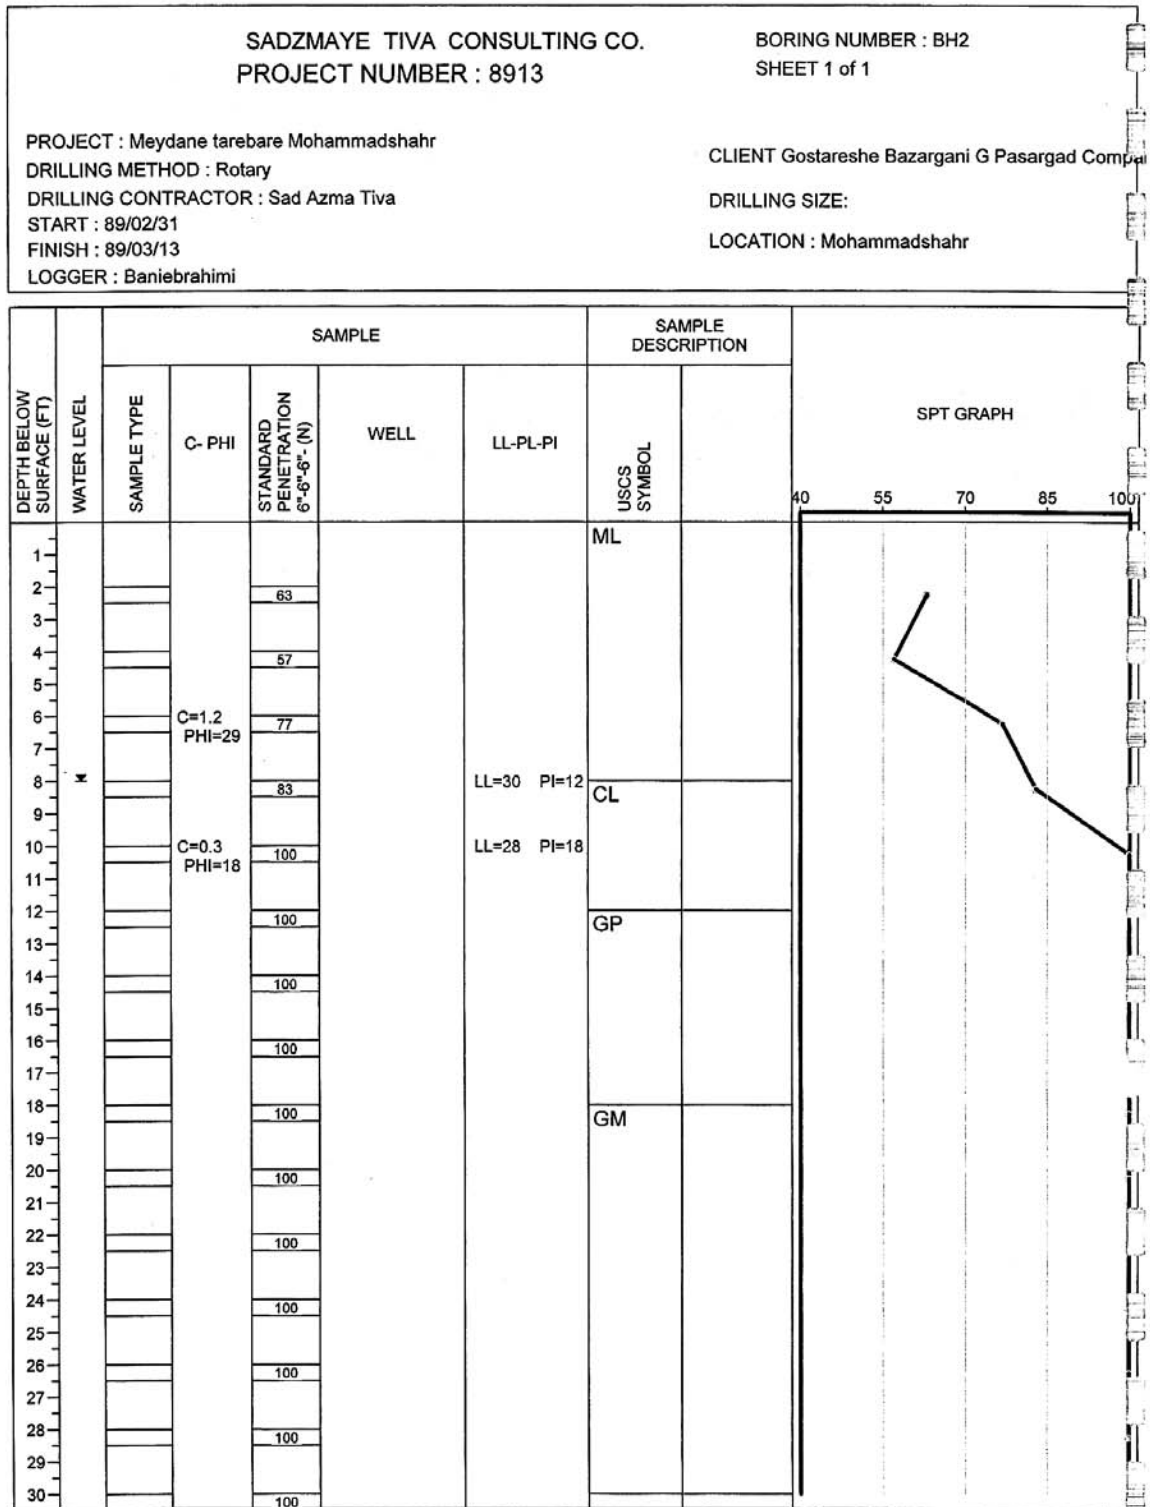 SADZMAYE TIVA CONSULTING CO.
PROJECT NUMBER : 8913
BORING NUMBER : BH2
SHEET 1 of 1
PROJECT : Meydane tarebare Mohammadshahr
DRILLING METHOD : Rotary
DRILLING CONTRACTOR : Sad Azma Tiva
START : 89/02/31
FINISH : 89/03/13
LOGGER : Baniebrahimi
CLIENT Gostareshe Bazargani G Pasargad
DRILLING SIZE:
LOCATION : Mohammadshahr
DEPTH BELOW SURFACE (FT)
WATER LEVEL
SAMPLE
SAMPLE TYPE
C- PHI
STANDARD PENETRATION 6"-6"-6"- (N)
WELL
LL-PL-PI
SAMPLE DESCRIPTION
USCS SYMBOL
SPT GRAPH
40 55 70 85 100
ML
1
2 63
3
4 57
5
6 C=1.2 77
PHI=29
7
8 83 LL=30 PI=12 CL
9
10 C=0.3 100 LL=28 PI=18
PHI=18
11
12 100 GP
13
14 100
15
16 100
17
18 100 GM
19
20 100
21
22 100
23
24 100
25
26 100
27
28 100
29
30 100